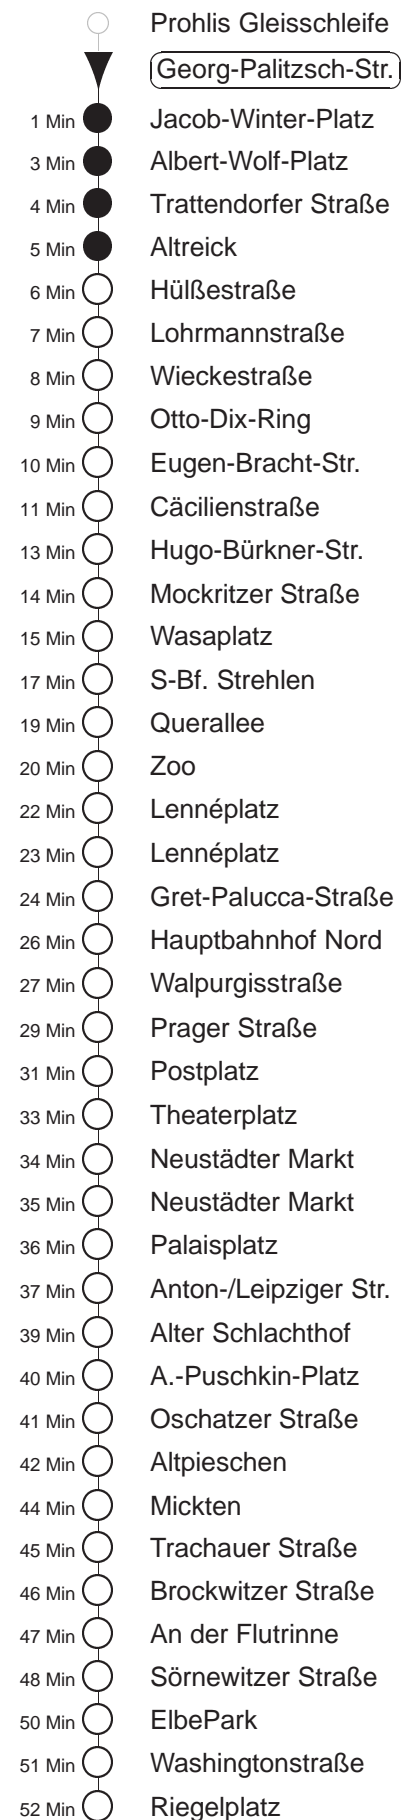 Prohlis Gleisschleife
Georg-Palitzsch-Str.
1 Min Jacob-Winter-Platz
3 Min Albert-Wolf-Platz
4 Min Trattendorfer Straße
5 Min Altreick
6 Min Hülßestraße
7 Min Lohrmannstraße
8 Min Wieckestraße
9 Min Otto-Dix-Ring
10 Min Eugen-Bracht-Str.
11 Min Cäcilienstraße
13 Min Hugo-Bürkner-Str.
14 Min Mockritzer Straße
15 Min Wasaplatz
17 Min S-Bf. Strehlen
19 Min Querallee
20 Min Zoo
22 Min Lennéplatz
23 Min Lennéplatz
24 Min Gret-Palucca-Straße
26 Min Hauptbahnhof Nord
27 Min Walpurgisstraße
29 Min Prager Straße
31 Min Postplatz
33 Min Theaterplatz
34 Min Neustädter Markt
35 Min Neustädter Markt
36 Min Palaisplatz
37 Min Anton-/Leipziger Str.
39 Min Alter Schlachthof
40 Min A.-Puschkin-Platz
41 Min Oschatzer Straße
42 Min Altpieschen
44 Min Mickten
45 Min Trachauer Straße
46 Min Brockwitzer Straße
47 Min An der Flutrinne
48 Min Sörnewitzer Straße
50 Min ElbePark
51 Min Washingtonstraße
52 Min Riegelplatz